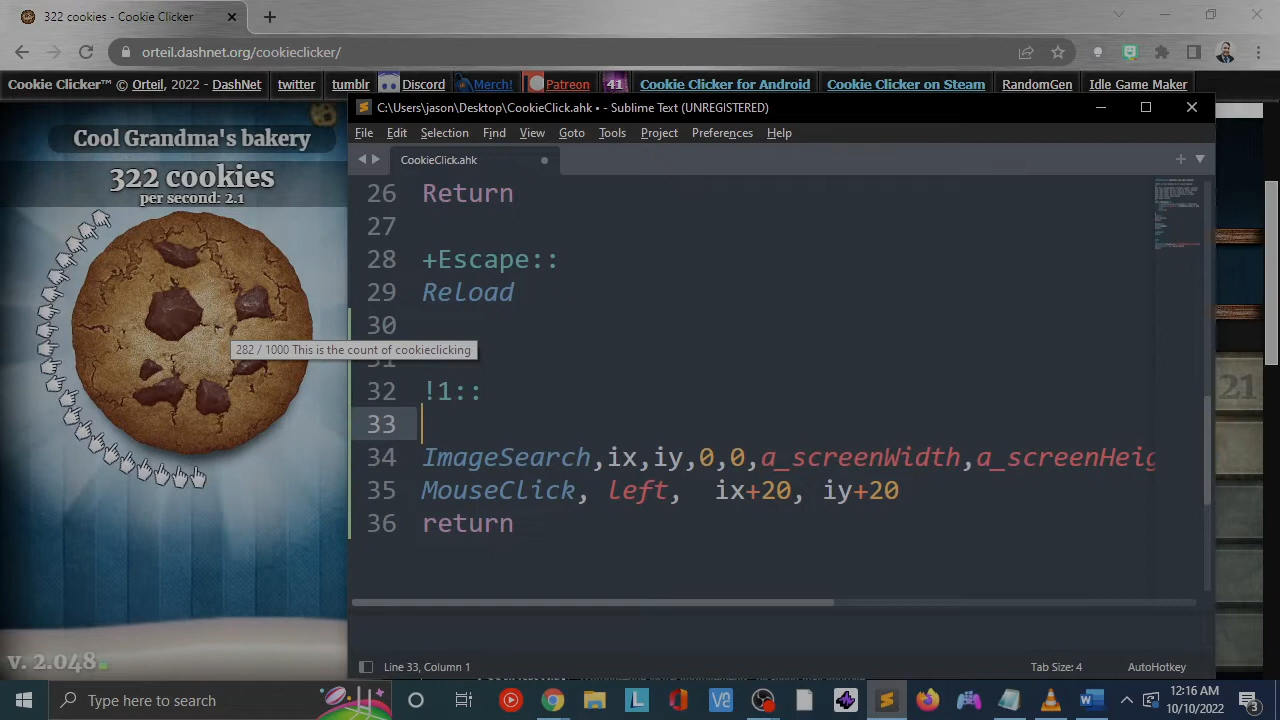 322 cookies - Cookie Clicker
orteil.dashnet.org/cookieclicker/
Cookie Clicker™ © Orteil, 2022 - DashNet twitter tumblr Discord Merch! Patreon 41 Cookie Clicker for Android Cookie Clicker on Steam RandomGen Idle Game Maker
Cool Grandma's bakery
322 cookies
per second: 2.1
v. 2.048
21
C:\Users\jason\Desktop\CookieClick.ahk • - Sublime Text (UNREGISTERED)
File Edit Selection Find View Goto Tools Project Preferences Help
CookieClick.ahk
26 Return
27
28 +Escape::
29 Reload
30
282 / 1000 This is the count of cookieclicking
31
32 !1::
33
34 ImageSearch,ix,iy,0,0,a_screenWidth,a_screenHeig
35 MouseClick, left, ix+20, iy+20
36 return
Line 33, Column 1 Tab Size: 4 AutoHotkey
Type here to search
12:16 AM
10/10/2022
3